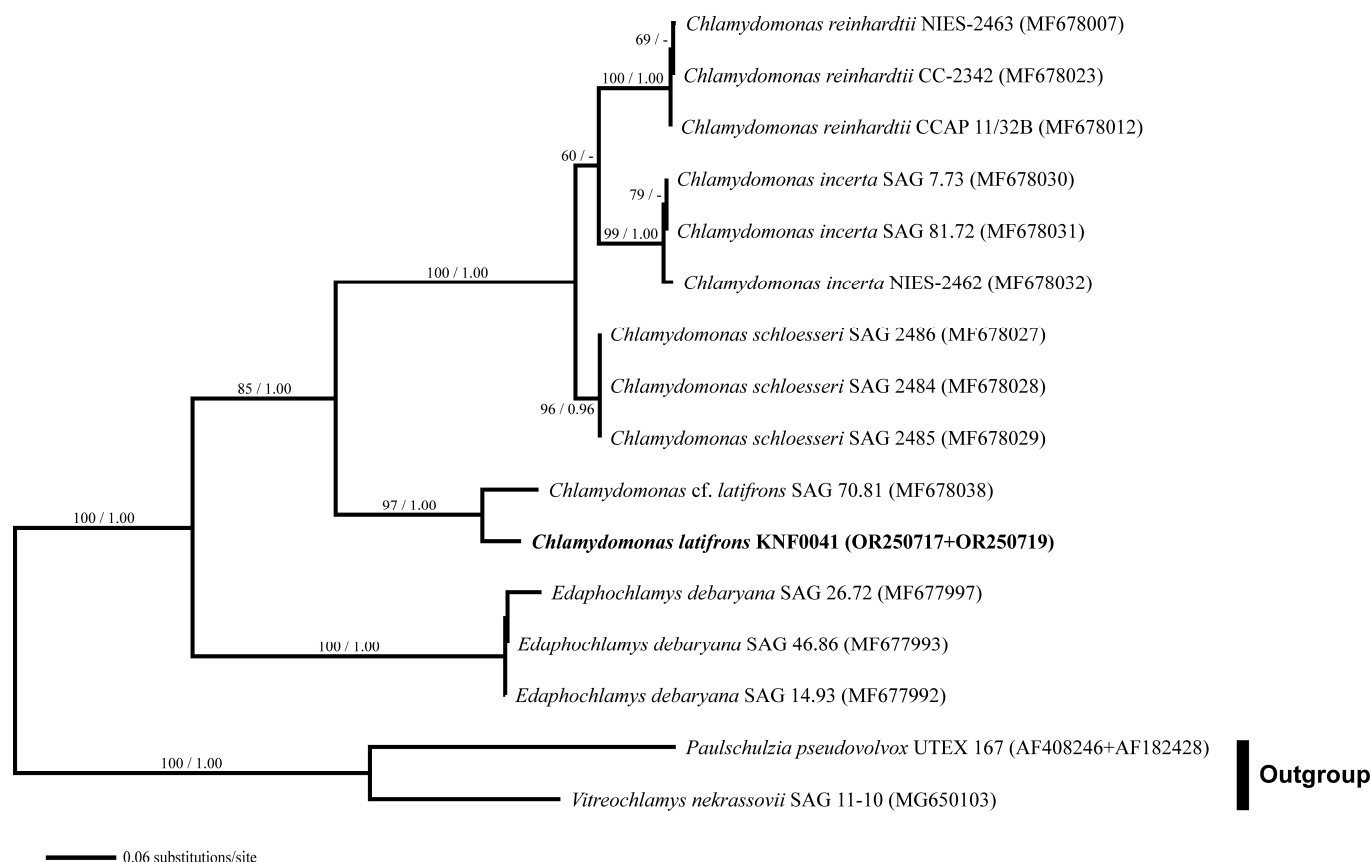 Chlamydomonas reinhardtii NIES-2463 (MF678007)
69 / -
Chlamydomonas reinhardtii CC-2342 (MF678023)
100 / 1.00
Chlamydomonas reinhardtii CCAP 11/32B (MF678012)
60 / -
Chlamydomonas incerta SAG 7.73 (MF678030)
79 / -
Chlamydomonas incerta SAG 81.72 (MF678031)
99 / 1.00
100 / 1.00
Chlamydomonas incerta NIES-2462 (MF678032)
Chlamydomonas schloesseri SAG 2486 (MF678027)
85 / 1.00
Chlamydomonas schloesseri SAG 2484 (MF678028)
96 / 0.96
Chlamydomonas schloesseri SAG 2485 (MF678029)
Chlamydomonas cf. latifrons SAG 70.81 (MF678038)
97 / 1.00
100 / 1.00
Chlamydomonas latifrons KNF0041 (OR250717+OR250719)
Edaphochlamys debaryana SAG 26.72 (MF677997)
100 / 1.00
Edaphochlamys debaryana SAG 46.86 (MF677993)
Edaphochlamys debaryana SAG 14.93 (MF677992)
Paulschulzia pseudovolvox UTEX 167 (AF408246+AF182428)
100 / 1.00
Outgroup
Vitreochlamys nekrassovii SAG 11-10 (MG650103)
0.06 substitutions/site